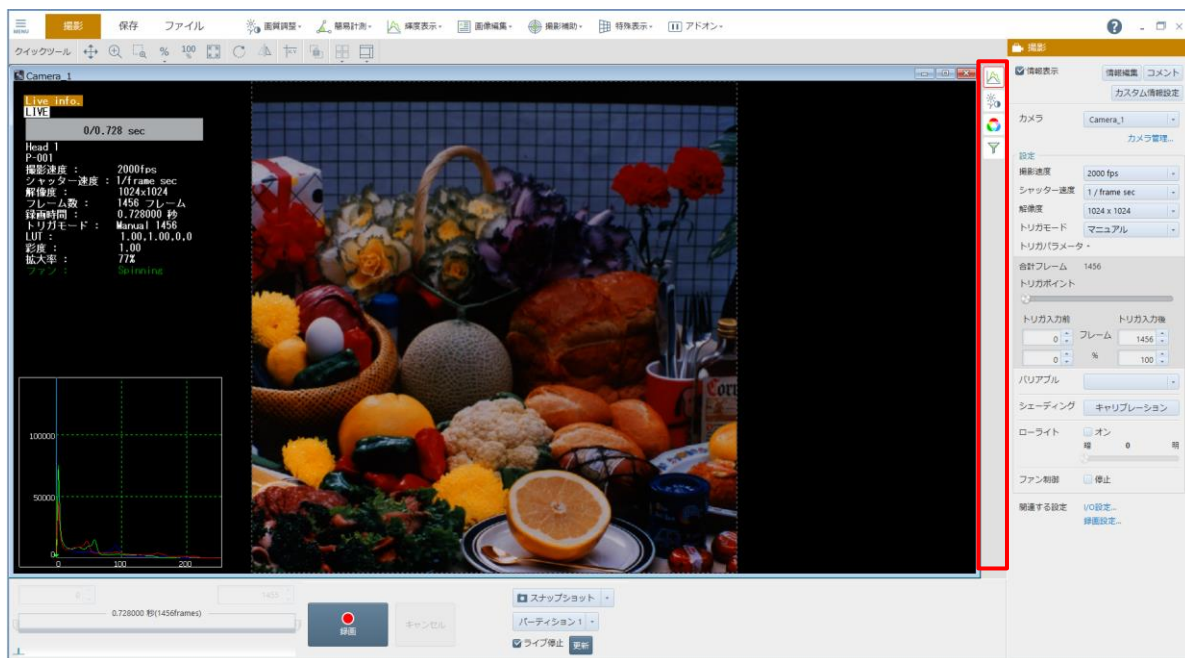 MENU 撮影 保存 ファイル 画質調整 簡易計測 輝度表示 画像編集 撮影補助 特殊表示 アドオン
クイックツール % 100%
Camera_1
Live info.
LIVE
0/0.728 sec
Head 1
P-001
撮影速度 : 2000fps
シャッター速度 : 1/frame sec
解像度 : 1024x1024
フレーム数 : 1456 フレーム
録画時間 : 0.728000 秒
トリガモード : Manual 1456
LUT : 1.00,1.00,0,0
彩度 : 1.00
拡大率 : 77%
ファン : Spinning
100000
50000
0
0 100 200
Corn
撮影
情報表示 情報編集 コメント
カスタム情報設定
カメラ Camera_1
カメラ管理...
設定
撮影速度 2000 fps
シャッター速度 1 / frame sec
解像度 1024 x 1024
トリガモード マニュアル
トリガパラメータ -
合計フレーム 1456
トリガポイント
トリガ入力前 トリガ入力後
0 フレーム 1456
0 % 100
バリアブル
シェーディング キャリブレーション
ローライト オン
暗 0 明
ファン制御 停止
関連する設定 I/O設定...
録画設定...
0 1455
0.728000 秒(1456frames)
録画
キャンセル
スナップショット
パーティション 1
ライブ停止 更新